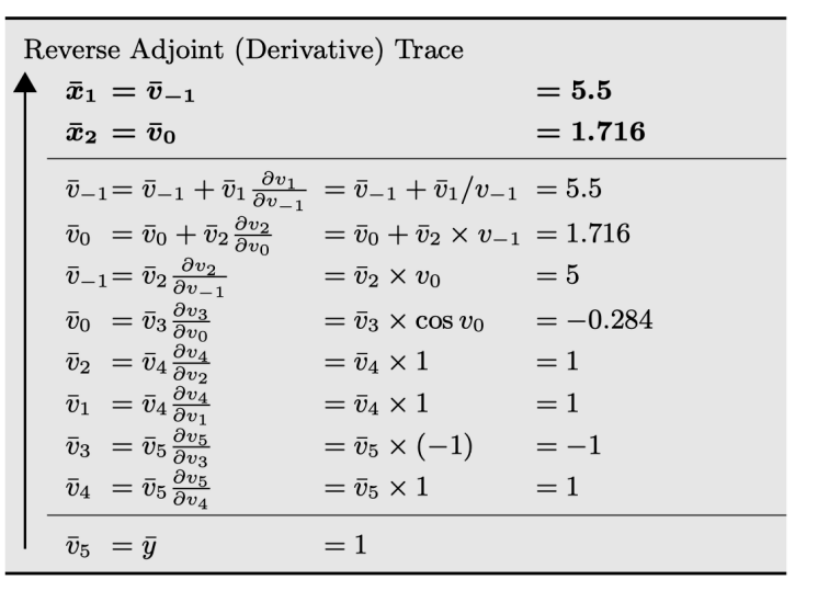 Reverse Adjoint (Derivative) Trace
x̄₁ = v̄₋₁ = 5.5
x̄₂ = v̄₀ = 1.716
v̄₋₁ = v̄₋₁ + v̄₁ ∂v₁/∂v₋₁ = v̄₋₁ + v̄₁/v₋₁ = 5.5
v̄₀ = v̄₀ + v̄₂ ∂v₂/∂v₀ = v̄₀ + v̄₂ × v₋₁ = 1.716
v̄₋₁ = v̄₂ ∂v₂/∂v₋₁ = v̄₂ × v₀ = 5
v̄₀ = v̄₃ ∂v₃/∂v₀ = v̄₃ × cos v₀ = −0.284
v̄₂ = v̄₄ ∂v₄/∂v₂ = v̄₄ × 1 = 1
v̄₁ = v̄₄ ∂v₄/∂v₁ = v̄₄ × 1 = 1
v̄₃ = v̄₅ ∂v₅/∂v₃ = v̄₅ × (−1) = −1
v̄₄ = v̄₅ ∂v₅/∂v₄ = v̄₅ × 1 = 1
v̄₅ = ȳ = 1